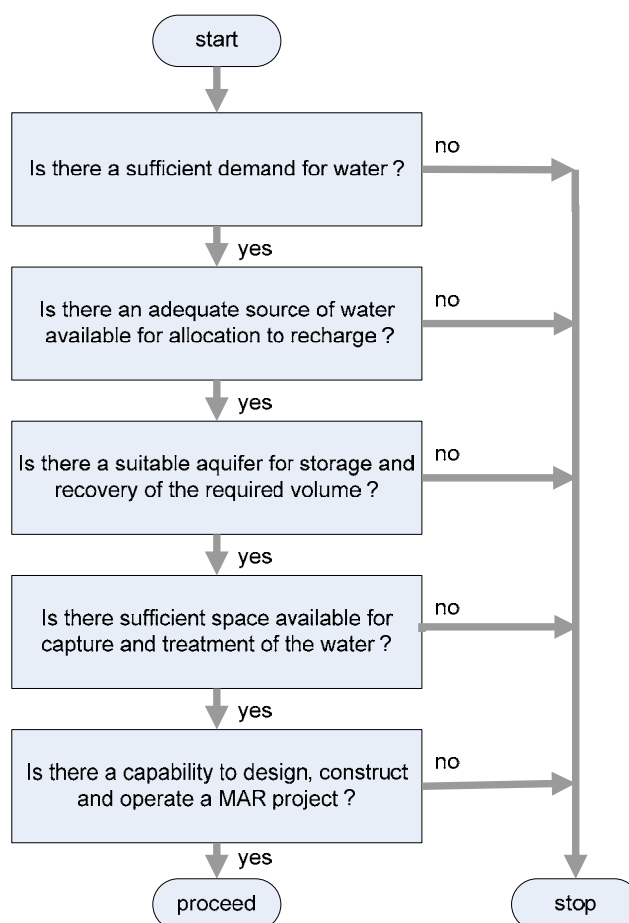 start
Is there a sufficient demand for water ?
no
yes
Is there an adequate source of water
available for allocation to recharge ?
no
yes
Is there a suitable aquifer for storage and
recovery of the required volume ?
no
yes
Is there sufficient space available for
capture and treatment of the water ?
no
yes
Is there a capability to design, construct
and operate a MAR project ?
no
yes
proceed
stop